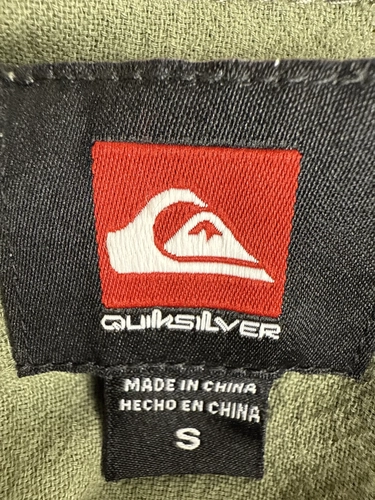 QUIKSILVER
MADE IN CHINA
HECHO EN CHINA
S